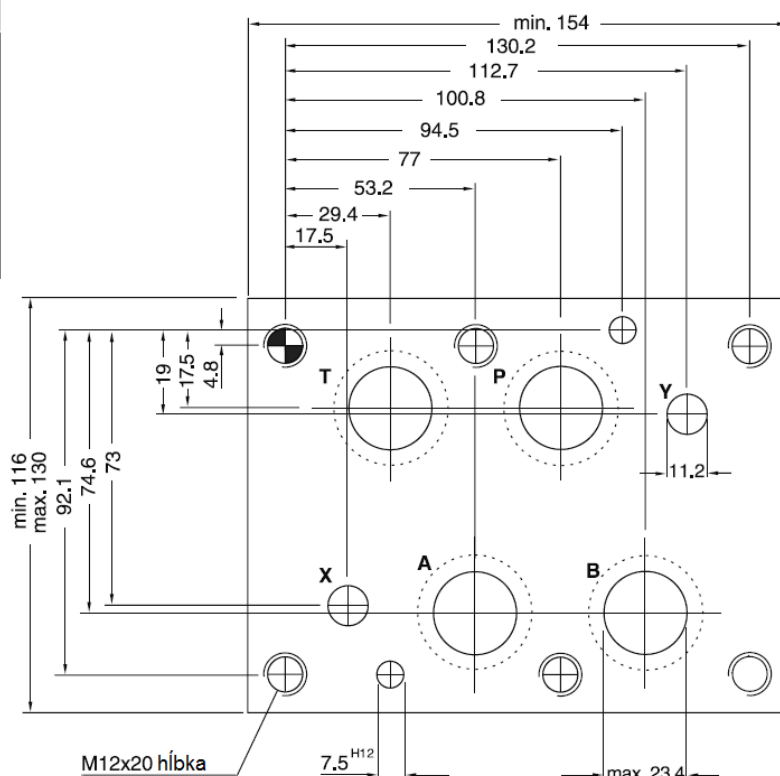 min. 154
130.2
112.7
100.8
94.5
77
53.2
29.4
17.5
min. 116
max. 130
92.1
74.6
73
19
17.5
4.8
T
P
Y
11.2
X
A
B
M12x20 hĺbka
7.5 H12
max. 23.4